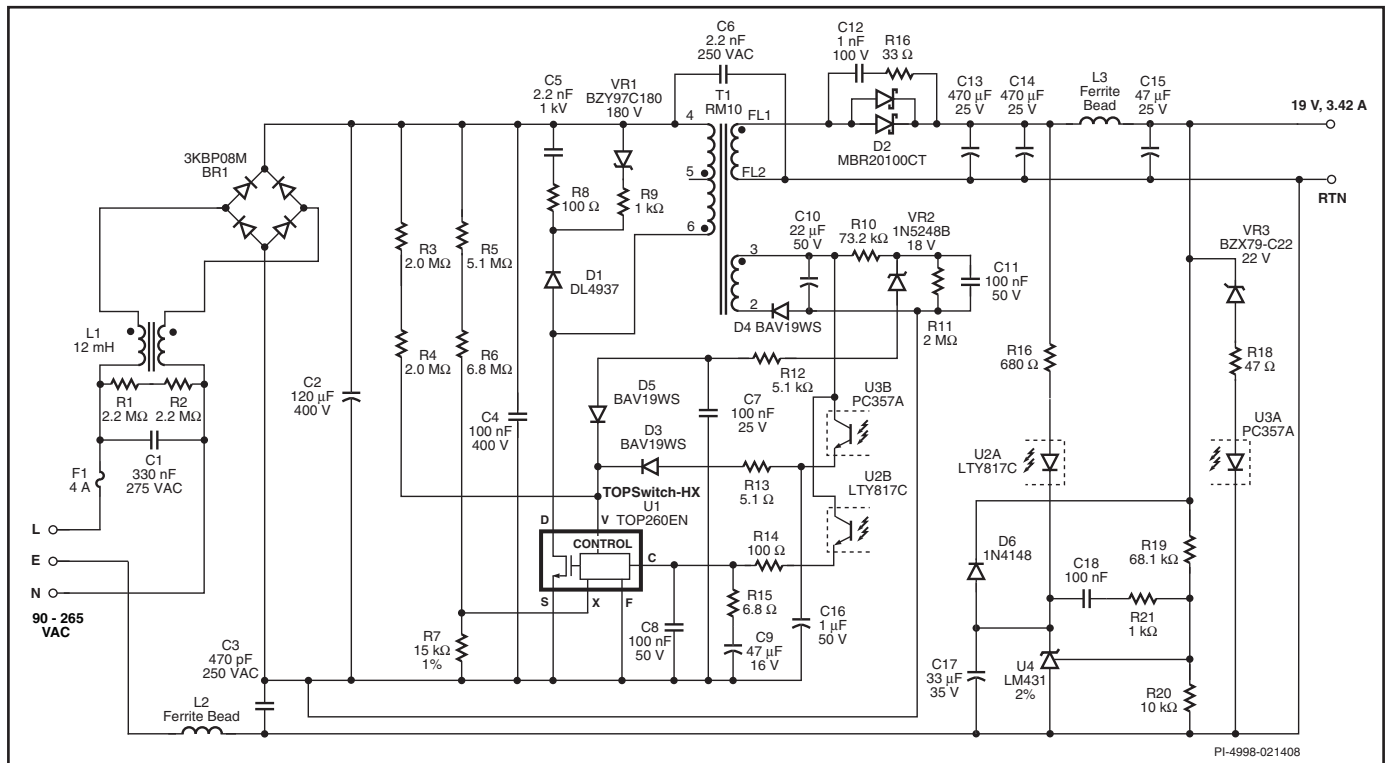 C6
2.2 nF
250 VAC
C12
1 nF
100 V
R16
33 Ω
C5
2.2 nF
1 kV
VR1
BZY97C180
180 V
T1
RM10
4
5
6
FL1
FL2
D2
MBR20100CT
C13
470 μF
25 V
C14
470 μF
25 V
L3
Ferrite
Bead
C15
47 μF
25 V
19 V, 3.42 A
RTN
3KBP08M
BR1
R8
100 Ω
R9
1 kΩ
R3
2.0 MΩ
R5
5.1 MΩ
D1
DL4937
3
2
C10
22 μF
50 V
R10
73.2 kΩ
VR2
1N5248B
18 V
C11
100 nF
50 V
D4 BAV19WS
R11
2 MΩ
VR3
BZX79-C22
22 V
L1
12 mH
R1
2.2 MΩ
R2
2.2 MΩ
C1
330 nF
275 VAC
F1
4 A
C2
120 μF
400 V
R4
2.0 MΩ
R6
6.8 MΩ
C4
100 nF
400 V
D5
BAV19WS
D3
BAV19WS
C7
100 nF
25 V
R12
5.1 kΩ
U3B
PC357A
R13
5.1 Ω
U2B
LTY817C
R16
680 Ω
R18
47 Ω
U2A
LTY817C
U3A
PC357A
TOPSwitch-HX
U1
TOP260EN
D
V
CONTROL
C
S
X
F
R14
100 Ω
R15
6.8 Ω
C8
100 nF
50 V
C9
47 μF
16 V
C16
1 μF
50 V
D6
1N4148
C18
100 nF
R19
68.1 kΩ
R21
1 kΩ
C17
33 μF
35 V
U4
LM431
2%
R20
10 kΩ
L
E
N
90 - 265
VAC
C3
470 pF
250 VAC
R7
15 kΩ
1%
L2
Ferrite Bead
PI-4998-021408